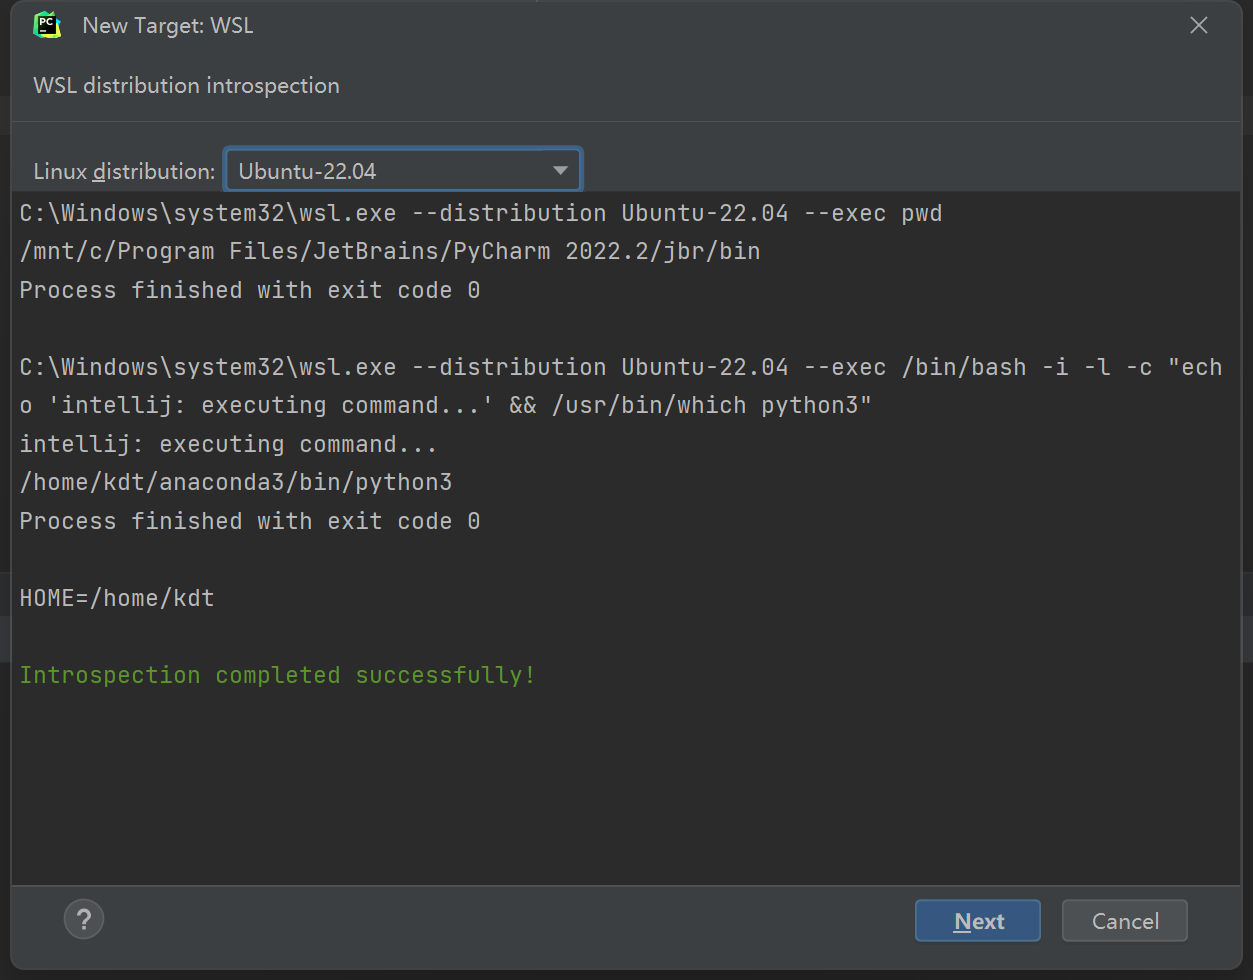 PC
New Target: WSL
WSL distribution introspection
Linux distribution: Ubuntu-22.04
C:\Windows\system32\wsl.exe --distribution Ubuntu-22.04 --exec pwd
/mnt/c/Program Files/JetBrains/PyCharm 2022.2/jbr/bin
Process finished with exit code 0
C:\Windows\system32\wsl.exe --distribution Ubuntu-22.04 --exec /bin/bash -i -l -c "ech
o 'intellij: executing command...' && /usr/bin/which python3"
intellij: executing command...
/home/kdt/anaconda3/bin/python3
Process finished with exit code 0
HOME=/home/kdt
Introspection completed successfully!
? Next Cancel